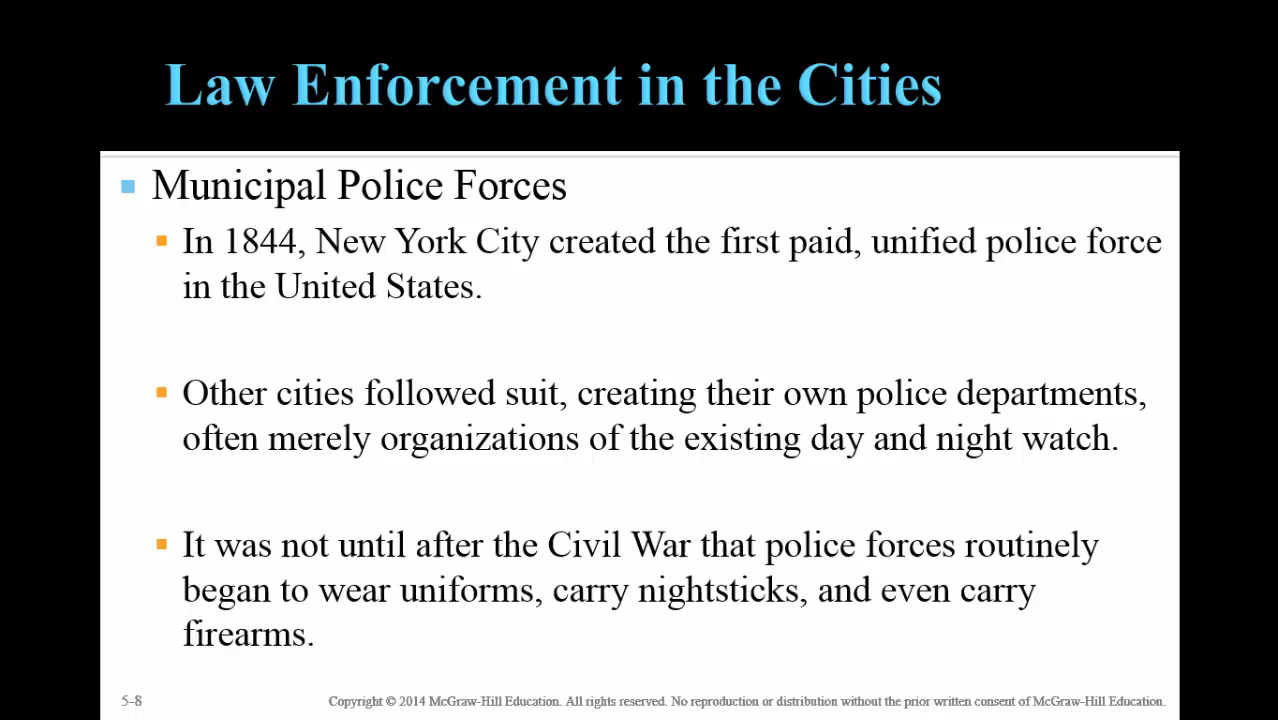 Law Enforcement in the Cities
Municipal Police Forces
In 1844, New York City created the first paid, unified police force
in the United States.
Other cities followed suit, creating their own police departments,
often merely organizations of the existing day and night watch.
It was not until after the Civil War that police forces routinely
began to wear uniforms, carry nightsticks, and even carry
firearms.
5-8
Copyright © 2014 McGraw-Hill Education. All rights reserved. No reproduction or distribution without the prior written consent of McGraw-Hill Education.